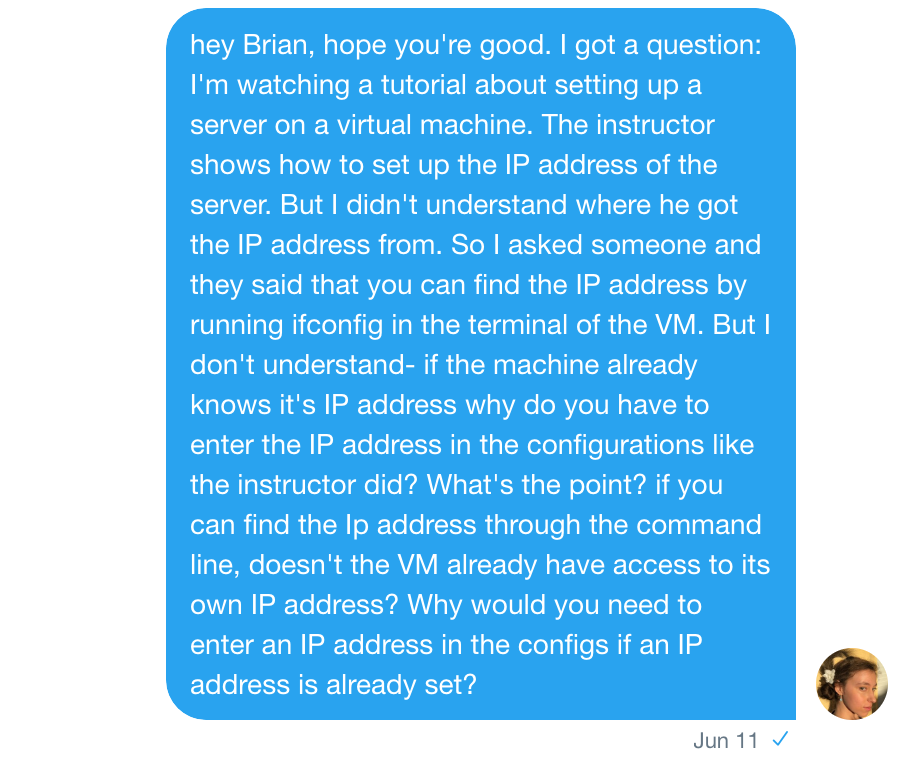 hey Brian, hope you're good. I got a question:
I'm watching a tutorial about setting up a
server on a virtual machine. The instructor
shows how to set up the IP address of the
server. But I didn't understand where he got
the IP address from. So I asked someone and
they said that you can find the IP address by
running ifconfig in the terminal of the VM. But I
don't understand- if the machine already
knows it's IP address why do you have to
enter the IP address in the configurations like
the instructor did? What's the point? if you
can find the Ip address through the command
line, doesn't the VM already have access to its
own IP address? Why would you need to
enter an IP address in the configs if an IP
address is already set?
Jun 11